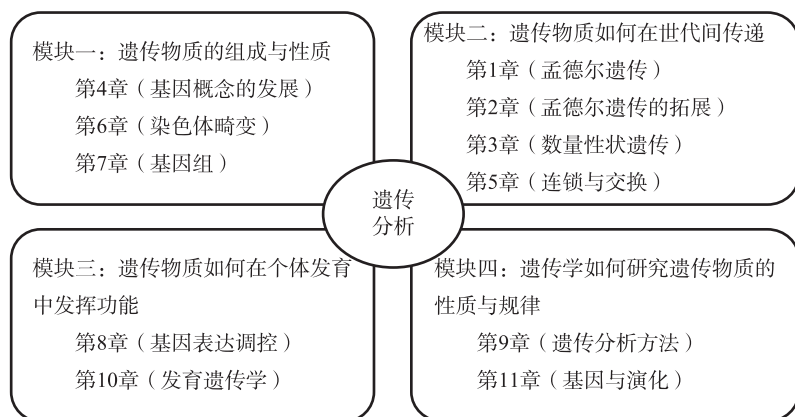 模块一：遗传物质的组成与性质
第4章（基因概念的发展）
第6章（染色体畸变）
第7章（基因组）
模块二：遗传物质如何在世代间传递
第1章（孟德尔遗传）
第2章（孟德尔遗传的拓展）
第3章（数量性状遗传）
第5章（连锁与交换）
遗传
分析
模块三：遗传物质如何在个体发育
中发挥功能
第8章（基因表达调控）
第10章（发育遗传学）
模块四：遗传学如何研究遗传物质的
性质与规律
第9章（遗传分析方法）
第11章（基因与演化）